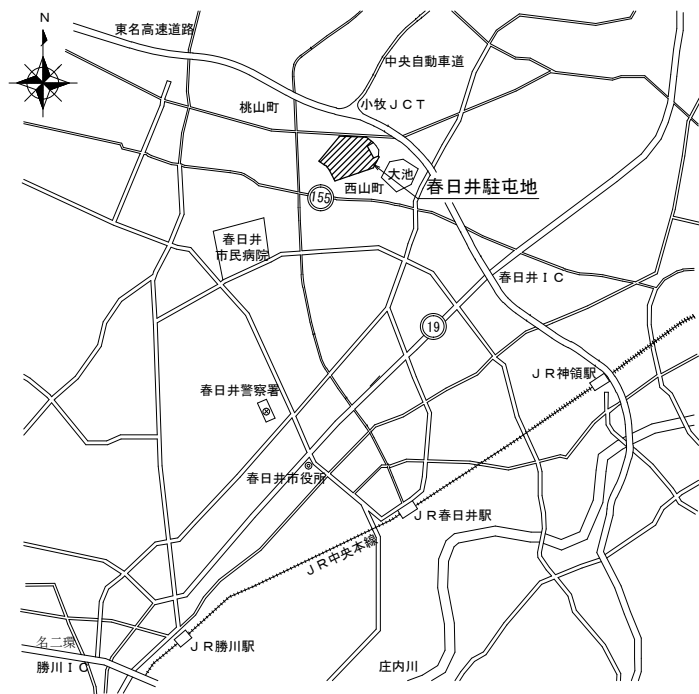 N
東名高速道路
中央自動車道
桃山町
小牧ＪＣＴ
大池
西山町
春日井駐屯地
155
春日井
市民病院
春日井ＩＣ
19
ＪＲ神領駅
春日井警察署
春日井市役所
ＪＲ春日井駅
ＪＲ中央本線
名二環
ＪＲ勝川駅
勝川ＩＣ
庄内川